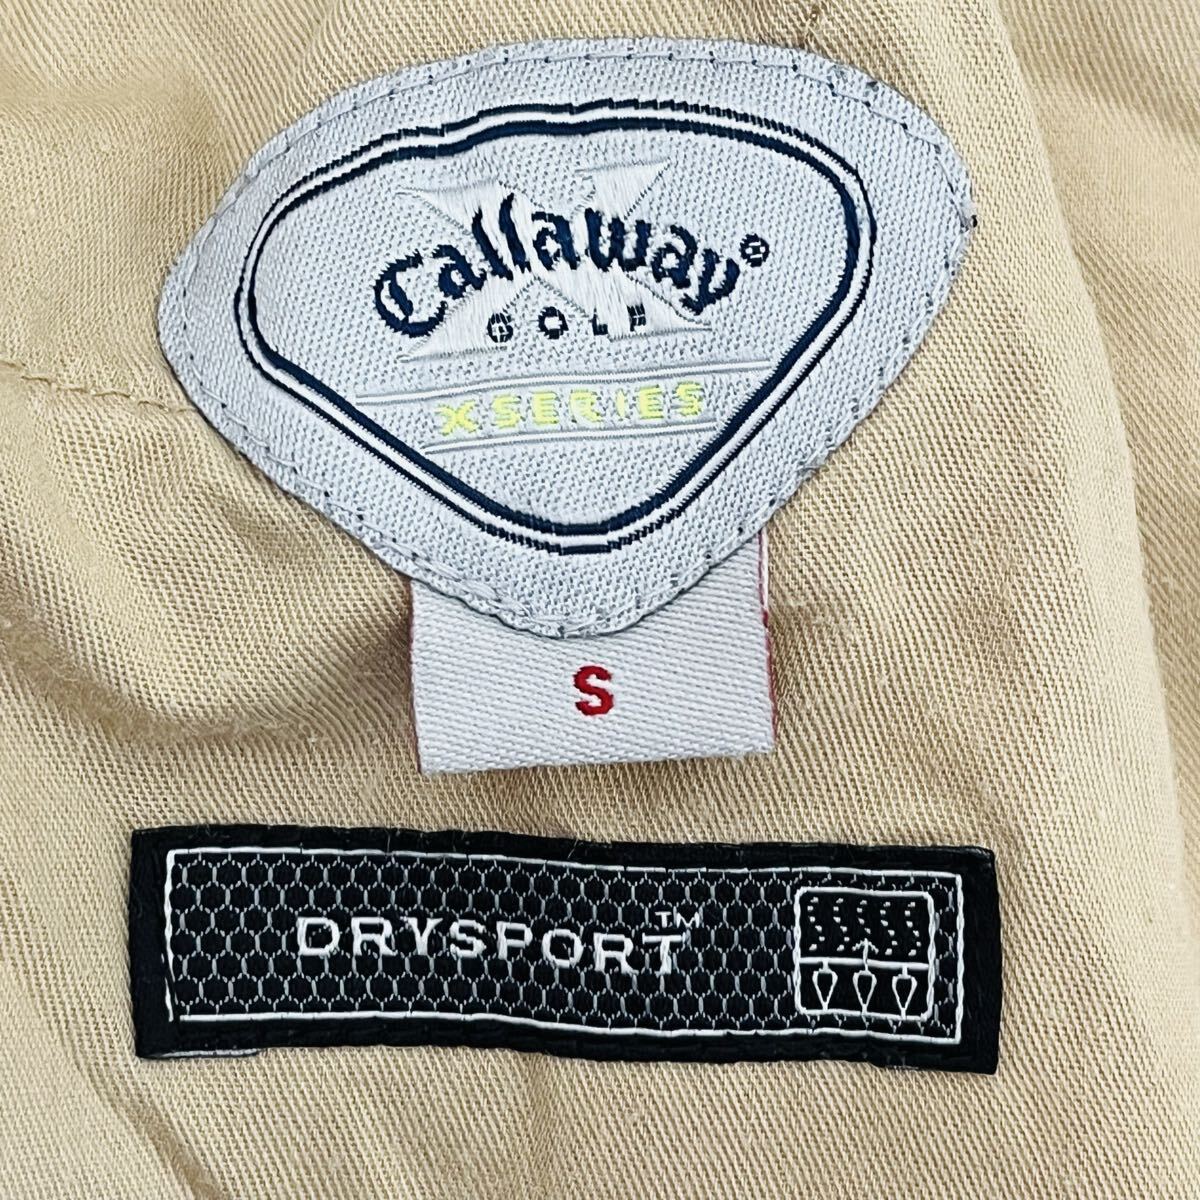 Callaway®
GOLF
X SERIES
S
DRYSPORT™